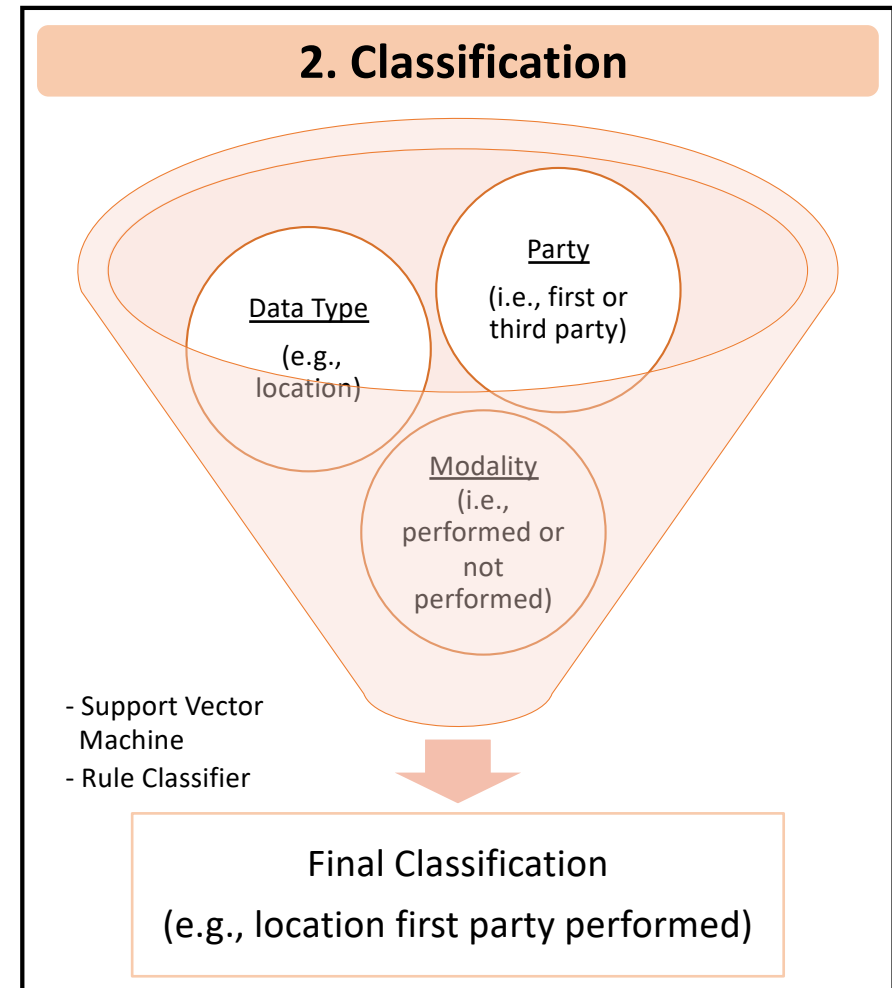 2. Classification
Party
(i.e., first or
third party)
Data Type
(e.g.,
location)
Modality
(i.e.,
performed or
not
performed)
- Support Vector
Machine
- Rule Classifier
Final Classification
(e.g., location first party performed)